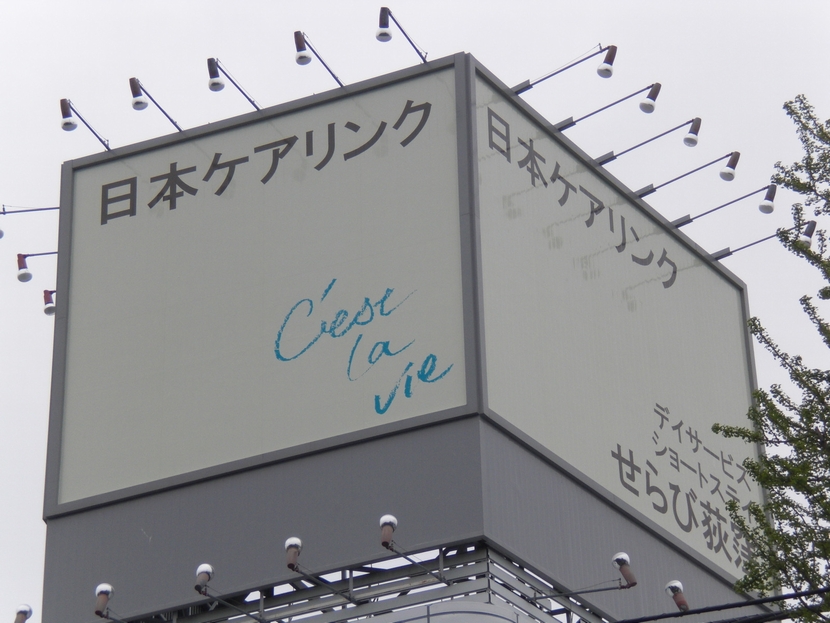 日本ケアリンク
C'est
la
vie
日本ケアリンク
デイサービス
ショートステイ
せらび荻窪